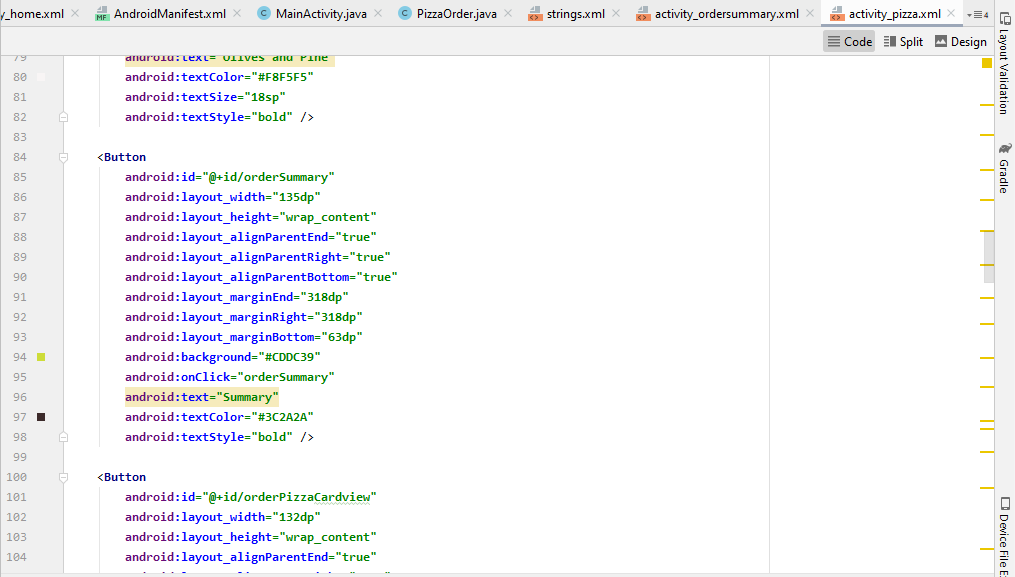 y_home.xml AndroidManifest.xml MainActivity.java PizzaOrder.java strings.xml activity_ordersummary.xml activity_pizza.xml 4
Code Split Design
79 android:text="Olives and Pine"
80 android:textColor="#F8F5F5"
81 android:textSize="18sp"
82 android:textStyle="bold" />
83
84 <Button
85 android:id="@+id/orderSummary"
86 android:layout_width="135dp"
87 android:layout_height="wrap_content"
88 android:layout_alignParentEnd="true"
89 android:layout_alignParentRight="true"
90 android:layout_alignParentBottom="true"
91 android:layout_marginEnd="318dp"
92 android:layout_marginRight="318dp"
93 android:layout_marginBottom="63dp"
94 android:background="#CDDC39"
95 android:onClick="orderSummary"
96 android:text="Summary"
97 android:textColor="#3C2A2A"
98 android:textStyle="bold" />
99
100 <Button
101 android:id="@+id/orderPizzaCardview"
102 android:layout_width="132dp"
103 android:layout_height="wrap_content"
104 android:layout_alignParentEnd="true"
Layout Validation
Gradle
Device File E